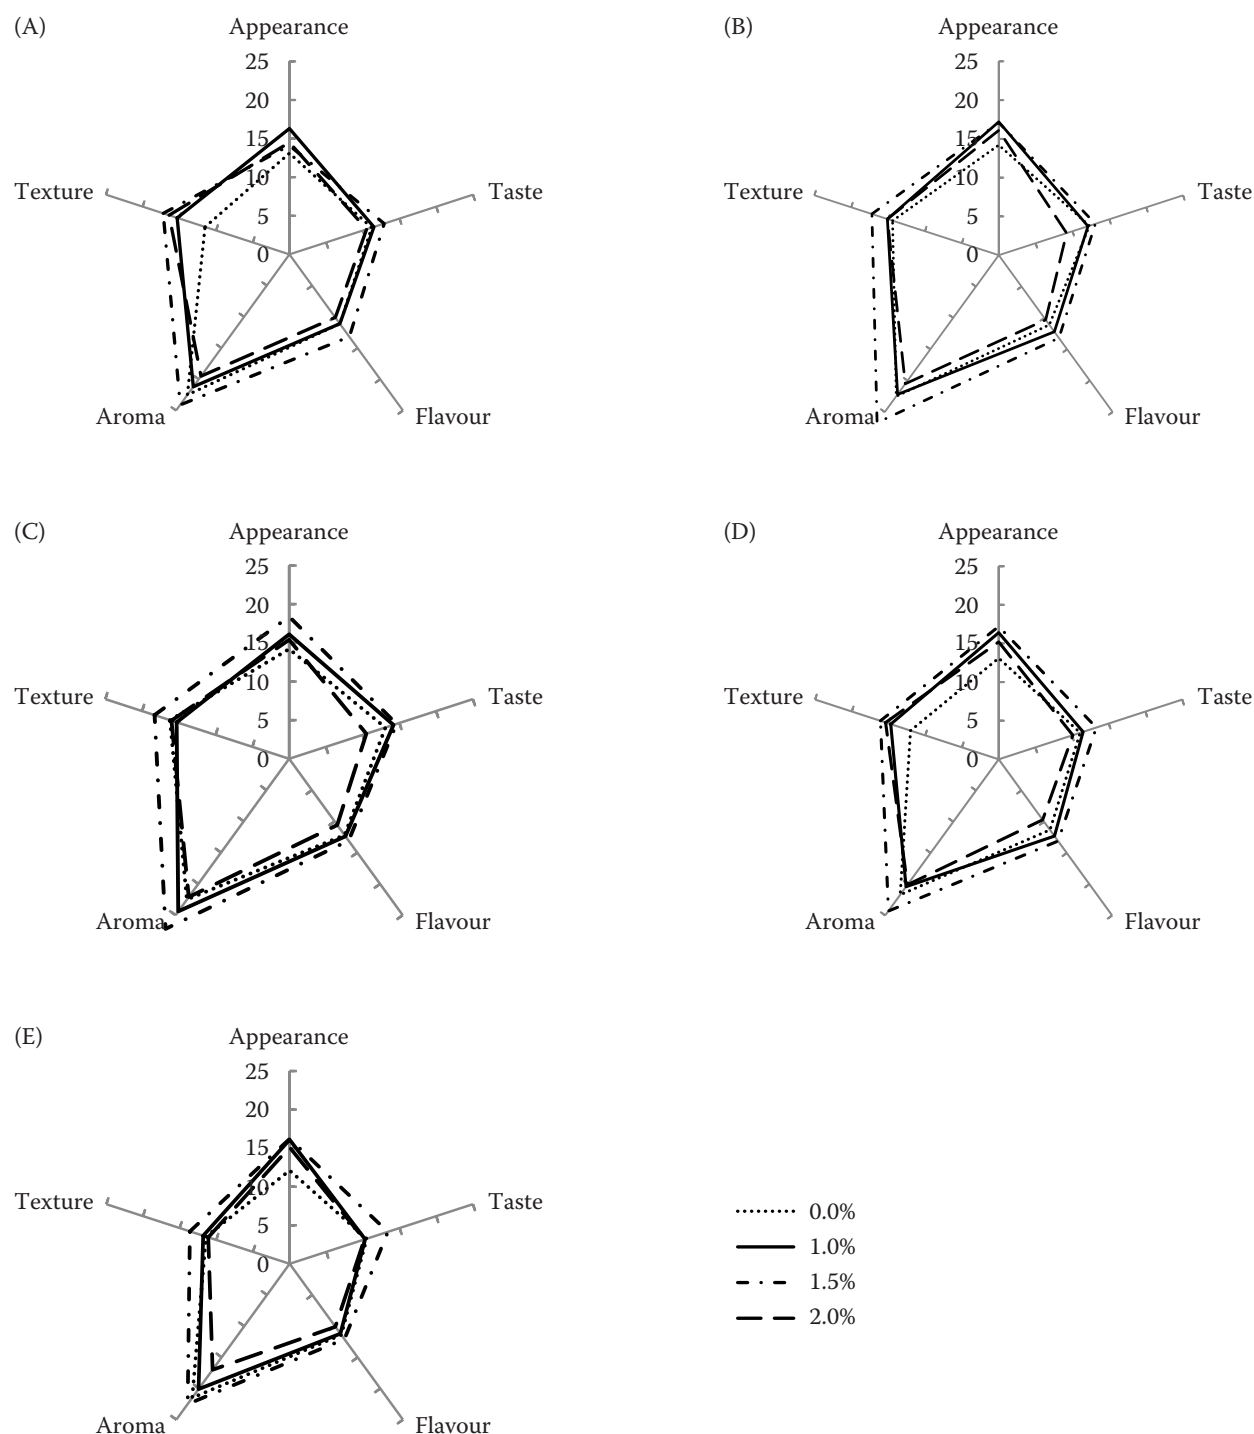 (A)
Appearance
25
20
15
10
5
0
Texture
Taste
Aroma
Flavour
(B)
Appearance
25
20
15
10
5
0
Texture
Taste
Aroma
Flavour
(C)
Appearance
25
20
15
10
5
0
Texture
Taste
Aroma
Flavour
(D)
Appearance
25
20
15
10
5
0
Texture
Taste
Aroma
Flavour
(E)
Appearance
25
20
15
10
5
0
Texture
Taste
Aroma
Flavour
0.0%
1.0%
1.5%
2.0%